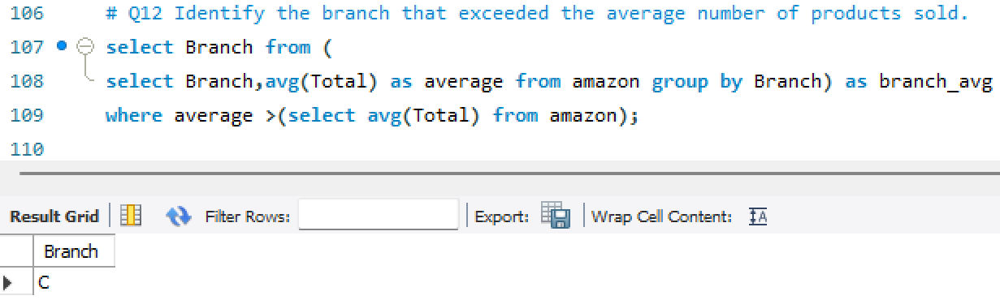 106 # Q12 Identify the branch that exceeded the average number of products sold.
107 select Branch from (
108 select Branch,avg(Total) as average from amazon group by Branch) as branch_avg
109 where average >(select avg(Total) from amazon);
110
Result Grid Filter Rows: Export: Wrap Cell Content: IA
Branch
C